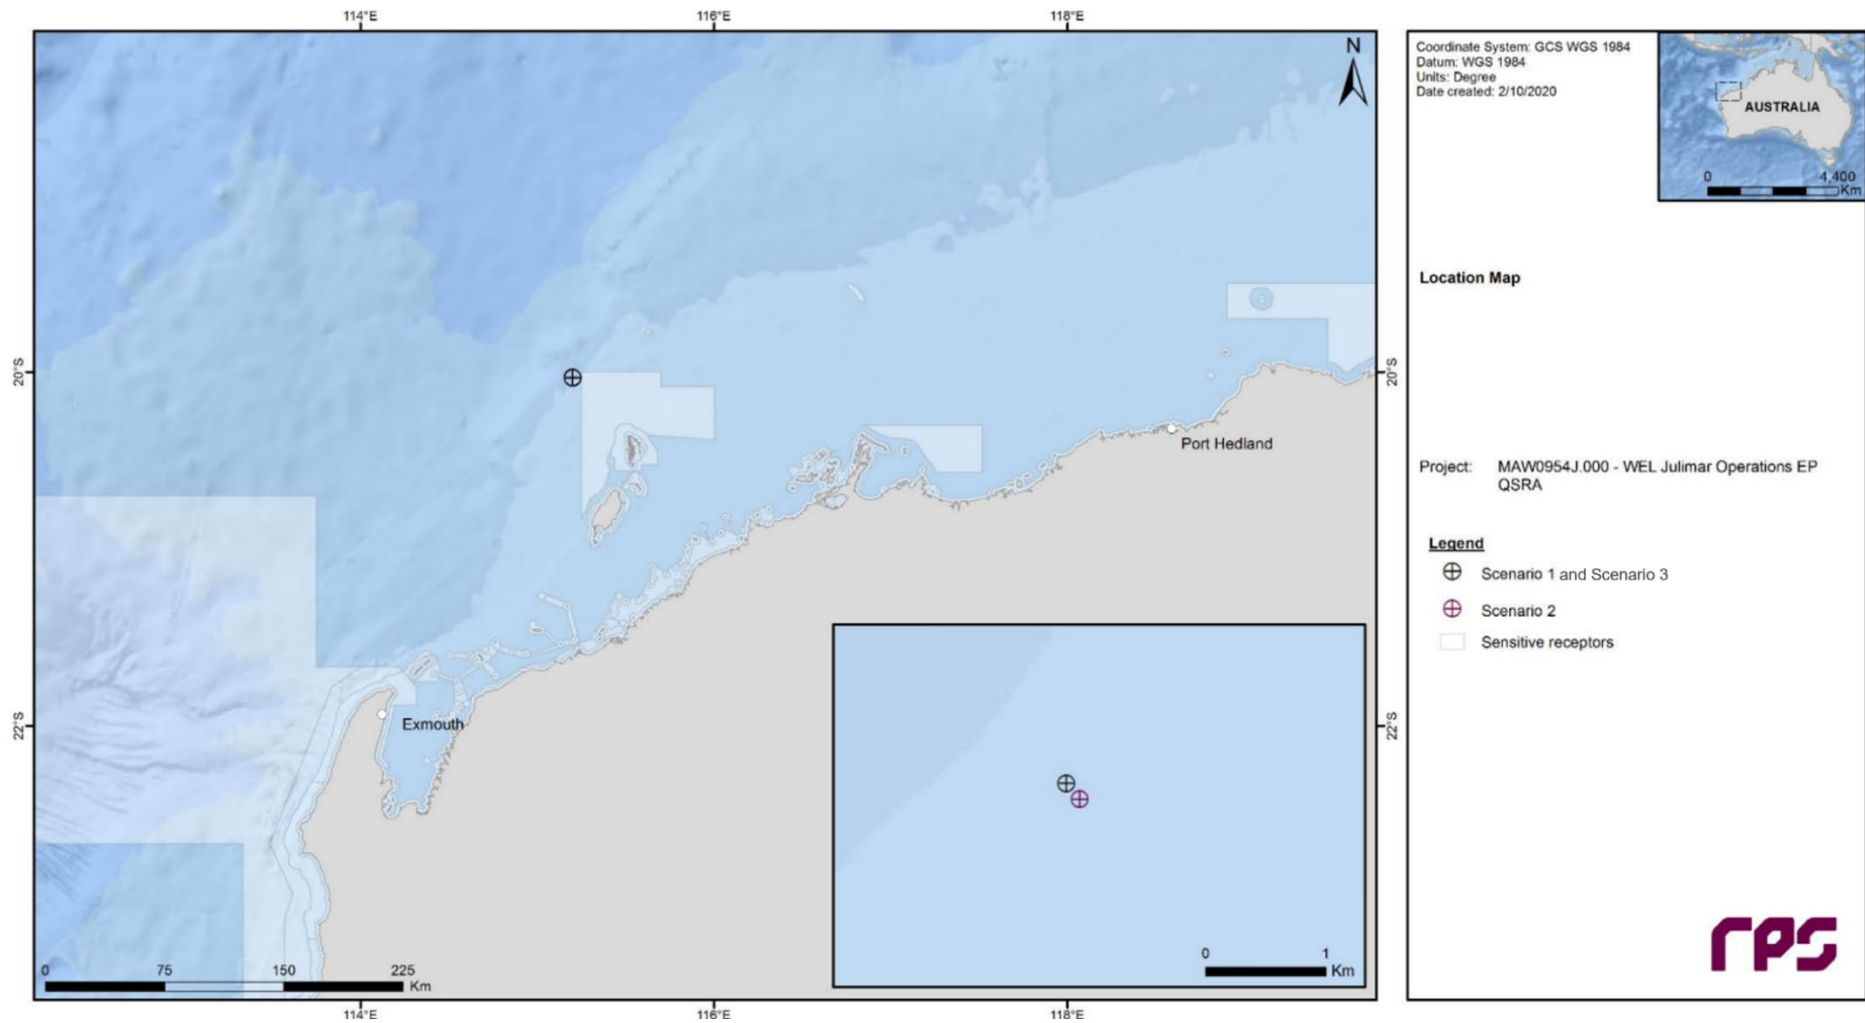 114°E
116°E
118°E
N
20°S
20°S
Port Hedland
22°S
22°S
Exmouth
0 75 150 225 Km
0 1 Km
114°E
116°E
118°E
Coordinate System: GCS WGS 1984
Datum: WGS 1984
Units: Degree
Date created: 2/10/2020
AUSTRALIA
0 4,400
Km
Location Map
Project: MAW0954J.000 - WEL Julimar Operations EP
QSRA
Legend
Scenario 1 and Scenario 3
Scenario 2
Sensitive receptors
rps